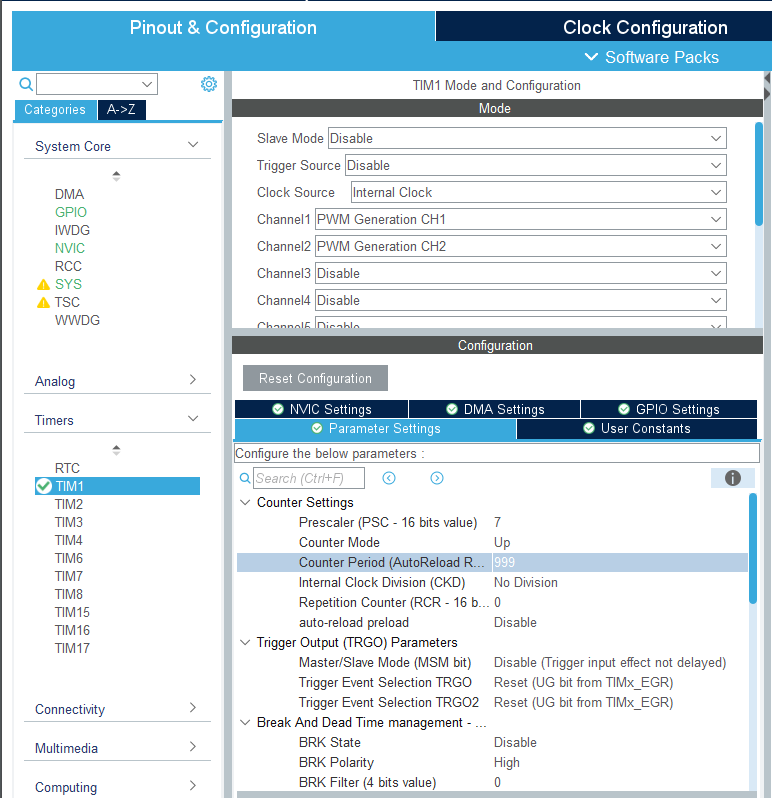 Pinout & Configuration
Clock Configuration
Software Packs
Categories
A->Z
System Core
DMA
GPIO
IWDG
NVIC
RCC
SYS
TSC
WWDG
Analog
Timers
RTC
TIM1
TIM2
TIM3
TIM4
TIM6
TIM7
TIM8
TIM15
TIM16
TIM17
Connectivity
Multimedia
Computing
TIM1 Mode and Configuration
Mode
Slave Mode Disable
Trigger Source Disable
Clock Source Internal Clock
Channel1 PWM Generation CH1
Channel2 PWM Generation CH2
Channel3 Disable
Channel4 Disable
Channel5 Disable
Configuration
Reset Configuration
NVIC Settings
DMA Settings
GPIO Settings
Parameter Settings
User Constants
Configure the below parameters :
Search (Ctrl+F)
Counter Settings
Prescaler (PSC - 16 bits value) 7
Counter Mode Up
Counter Period (AutoReload R... 999
Internal Clock Division (CKD) No Division
Repetition Counter (RCR - 16 b... 0
auto-reload preload Disable
Trigger Output (TRGO) Parameters
Master/Slave Mode (MSM bit) Disable (Trigger input effect not delayed)
Trigger Event Selection TRGO Reset (UG bit from TIMx_EGR)
Trigger Event Selection TRGO2 Reset (UG bit from TIMx_EGR)
Break And Dead Time management - ...
BRK State Disable
BRK Polarity High
BRK Filter (4 bits value) 0